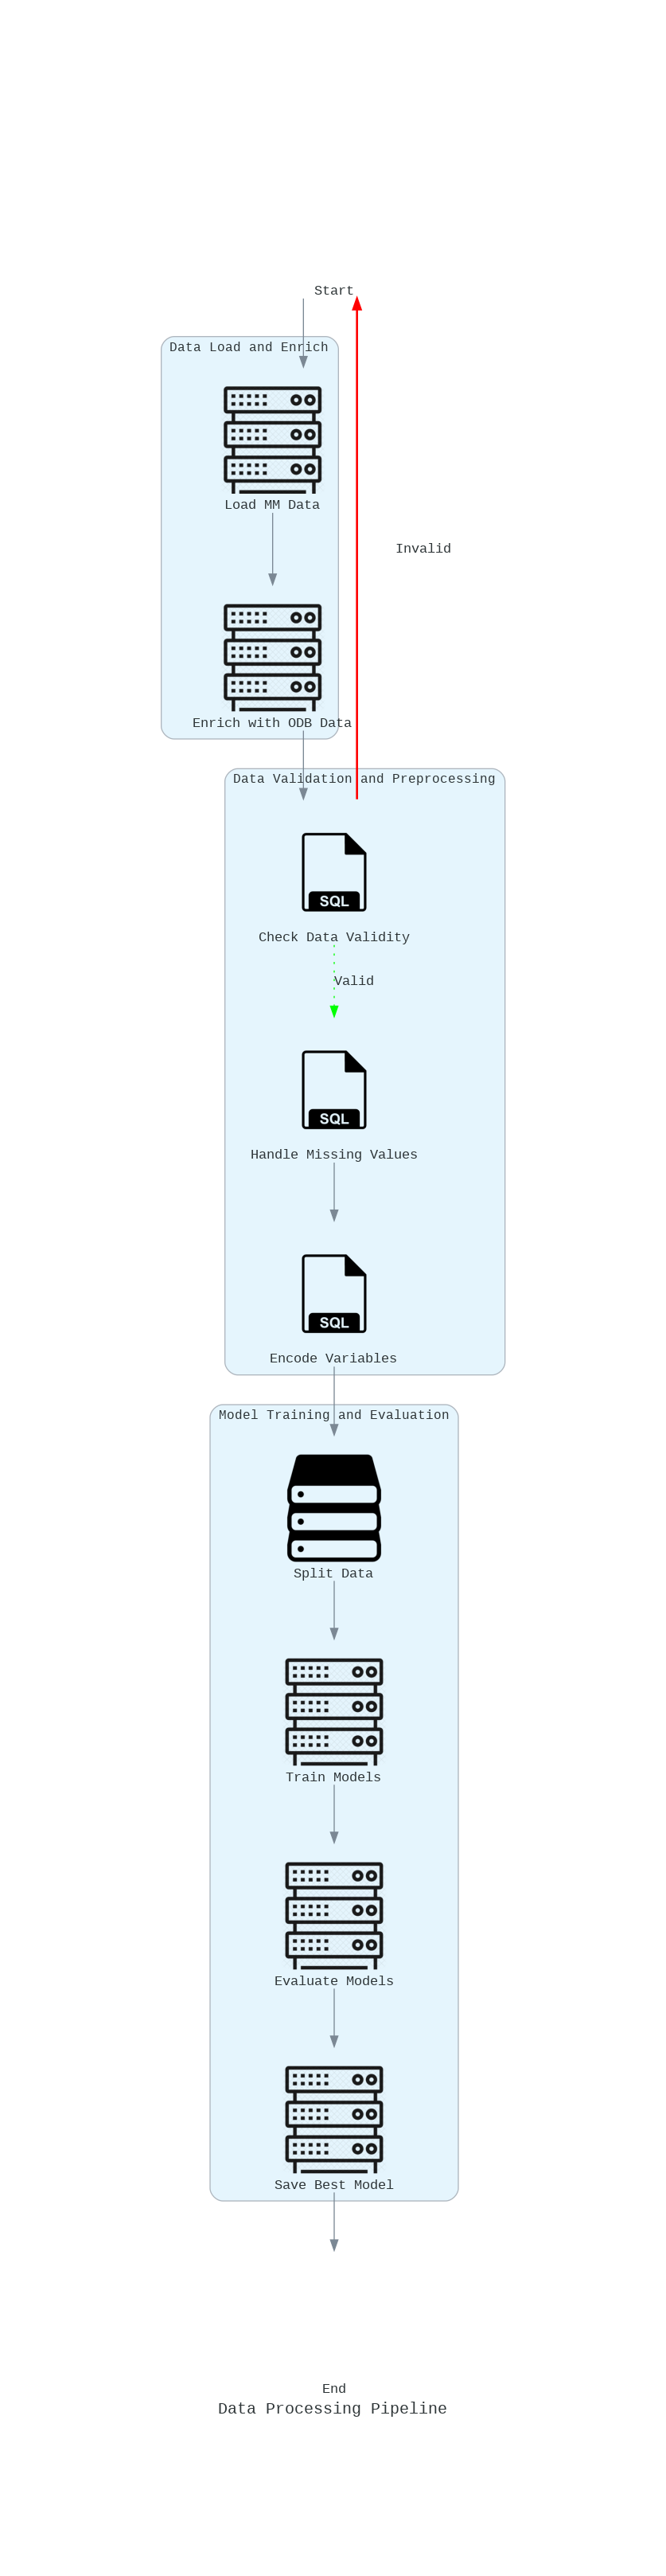 Start
Data Load and Enrich
Load MM Data
Invalid
Enrich with ODB Data
Data Validation and Preprocessing
SQL
Check Data Validity
Valid
SQL
Handle Missing Values
SQL
Encode Variables
Model Training and Evaluation
Split Data
Train Models
Evaluate Models
Save Best Model
End
Data Processing Pipeline